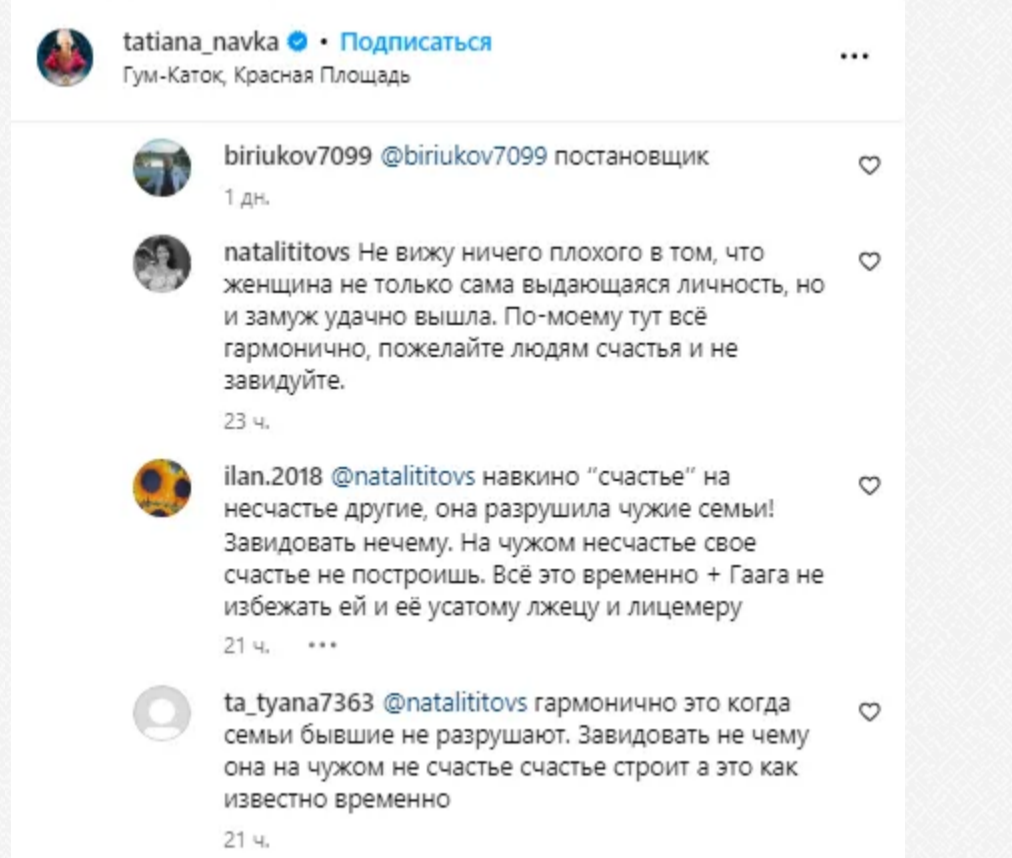 tatiana_navka • Подписаться
Гум-Каток, Красная Площадь
biriukov7099 @biriukov7099 постановщик
1 дн.
natalititovs Не вижу ничего плохого в том, что
женщина не только сама выдающаяся личность, но
и замуж удачно вышла. По-моему тут всё
гармонично, пожелайте людям счастья и не
завидуйте.
23 ч.
ilan.2018 @natalititovs навкино “счастье” на
несчастье другие, она разрушила чужие семьи!
Завидовать нечему. На чужом несчастье свое
счастье не построишь. Всё это временно + Гаага не
избежать ей и её усатому лжецу и лицемеру
21 ч.
ta_tyana7363 @natalititovs гармонично это когда
семьи бывшие не разрушают. Завидовать не чему
она на чужом не счастье счастье строит а это как
известно временно
21 ч.